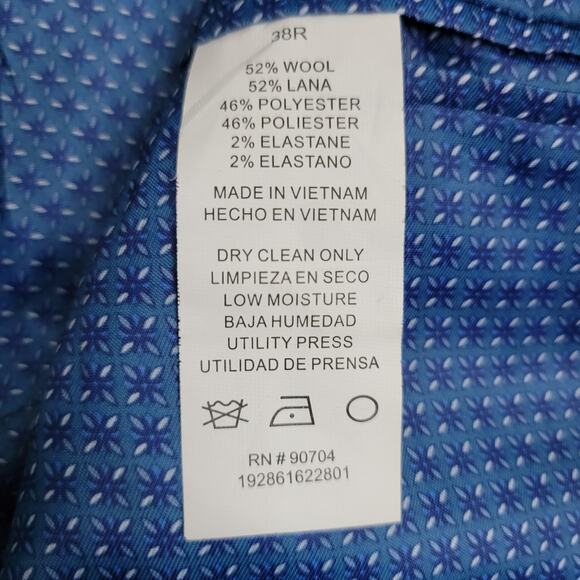 38R
52% WOOL
52% LANA
46% POLYESTER
46% POLIESTER
2% ELASTANE
2% ELASTANO
MADE IN VIETNAM
HECHO EN VIETNAM
DRY CLEAN ONLY
LIMPIEZA EN SECO
LOW MOISTURE
BAJA HUMEDAD
UTILITY PRESS
UTILIDAD DE PRENSA
RN # 90704
192861622801